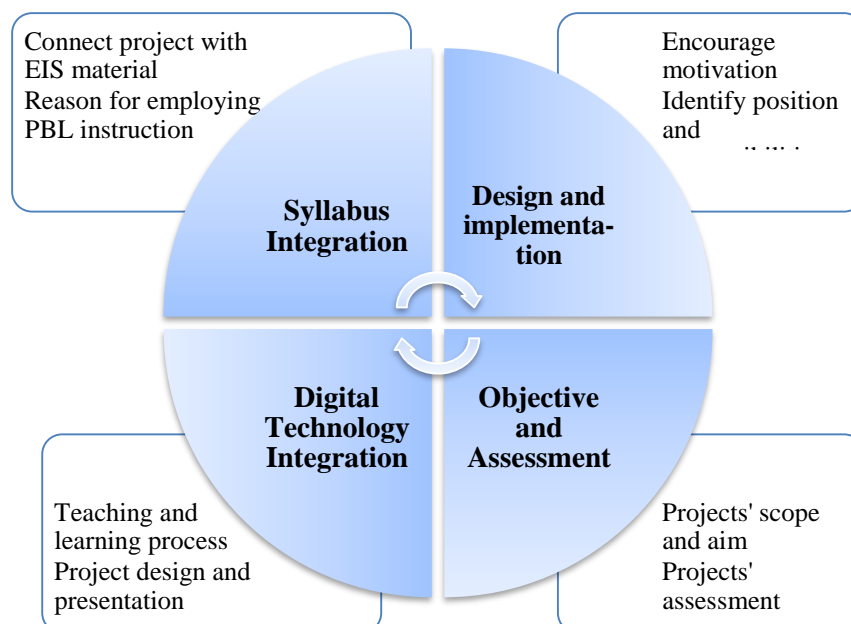 Connect project with
EIS material
Reason for employing
PBL instruction
Encourage
motivation
Identify position
and
Syllabus
Integration
Design and
implementa-
tion
Digital
Technology
Integration
Objective
and
Assessment
Teaching and
learning process
Project design and
presentation
Projects' scope
and aim
Projects'
assessment